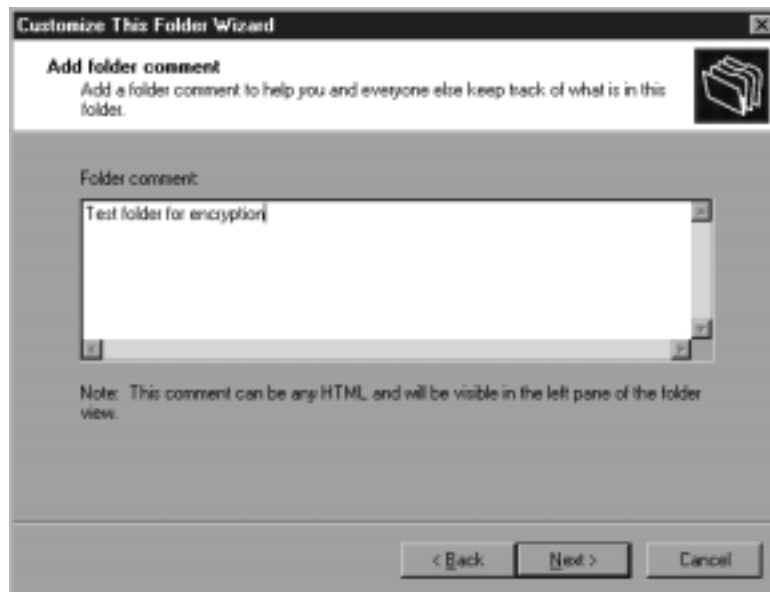 Customize This Folder Wizard
Add folder comment
Add a folder comment to help you and everyone else keep track of what is in this
folder.
Folder comment:
Test folder for encryption
Note: This comment can be any HTML and will be visible in the left pane of the folder
view.
< Back
Next >
Cancel